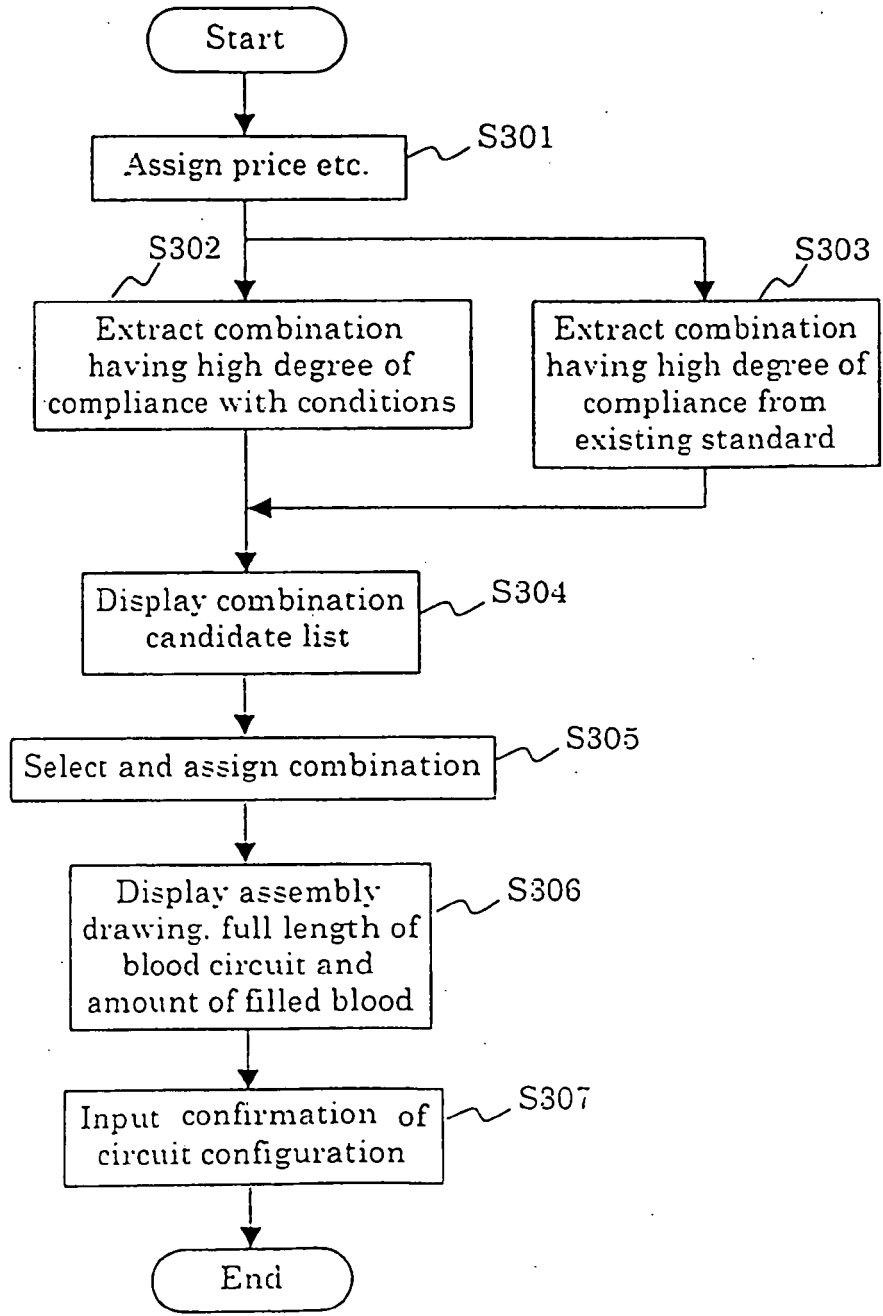 Start
S301
Assign price etc.
S302
S303
Extract combination
having high degree of
compliance with conditions
Extract combination
having high degree of
compliance from
existing standard
S304
Display combination
candidate list
S305
Select and assign combination
S306
Display assembly
drawing. full length of
blood circuit and
amount of filled blood
S307
Input confirmation of
circuit configuration
End